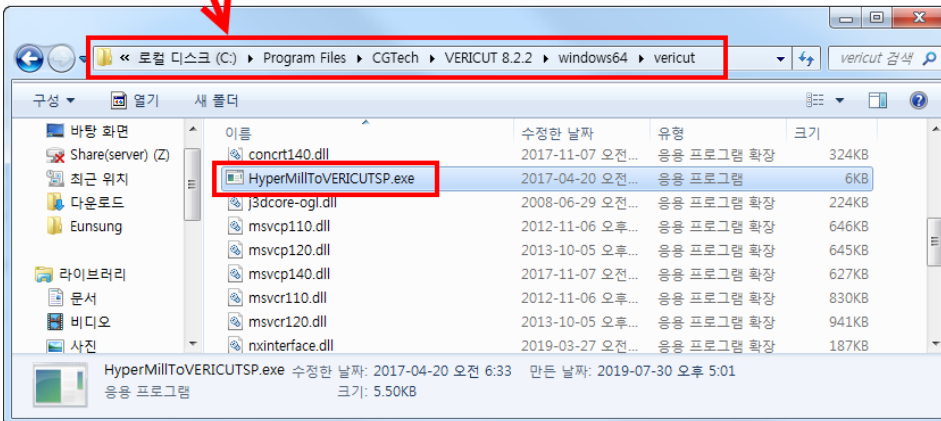 « 로컬 디스크 (C:) ▸ Program Files ▸ CGTech ▸ VERICUT 8.2.2 ▸ windows64 ▸ vericut
vericut 검색
구성 열기 새 폴더
바탕 화면
Share(server) (Z)
최근 위치
다운로드
Eunsung
라이브러리
문서
비디오
사진
이름 수정한 날짜 유형 크기
concrt140.dll 2017-11-07 오전... 응용 프로그램 확장 324KB
HyperMillToVERICUTSP.exe 2017-04-20 오전... 응용 프로그램 6KB
j3dcore-ogl.dll 2008-06-29 오전... 응용 프로그램 확장 224KB
msvcp110.dll 2012-11-06 오후... 응용 프로그램 확장 646KB
msvcp120.dll 2013-10-05 오후... 응용 프로그램 확장 645KB
msvcp140.dll 2017-11-07 오전... 응용 프로그램 확장 627KB
msvcr110.dll 2012-11-06 오후... 응용 프로그램 확장 830KB
msvcr120.dll 2013-10-05 오후... 응용 프로그램 확장 941KB
nxinterface.dll 2019-03-27 오전... 응용 프로그램 확장 187KB
HyperMillToVERICUTSP.exe 수정한 날짜: 2017-04-20 오전 6:33 만든 날짜: 2019-07-30 오후 5:01
응용 프로그램 크기: 5.50KB